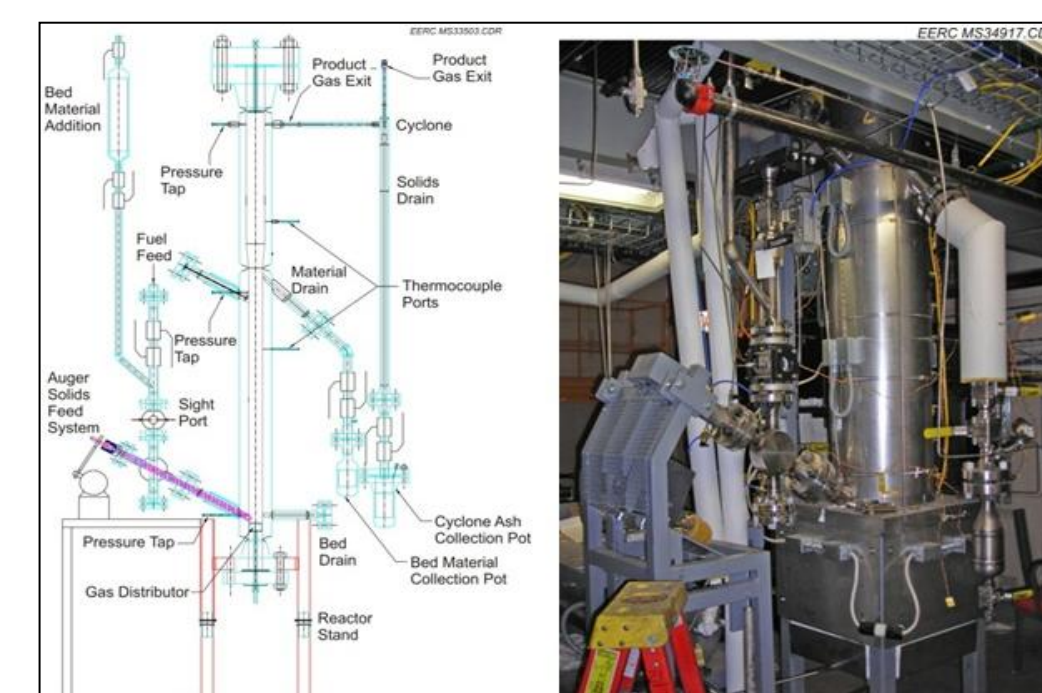 EERC MS33503.CDR
Bed
Material
Addition
Product
Gas Exit
Product
Gas Exit
Cyclone
Pressure
Tap
Solids
Drain
Fuel
Feed
Material
Drain
Thermocouple
Ports
Pressure
Tap
Auger
Solids
Feed
System
Sight
Port
Pressure Tap
Gas Distributor
Bed
Drain
Cyclone Ash
Collection Pot
Bed Material
Collection Pot
Reactor
Stand
EERC MS34917.CD